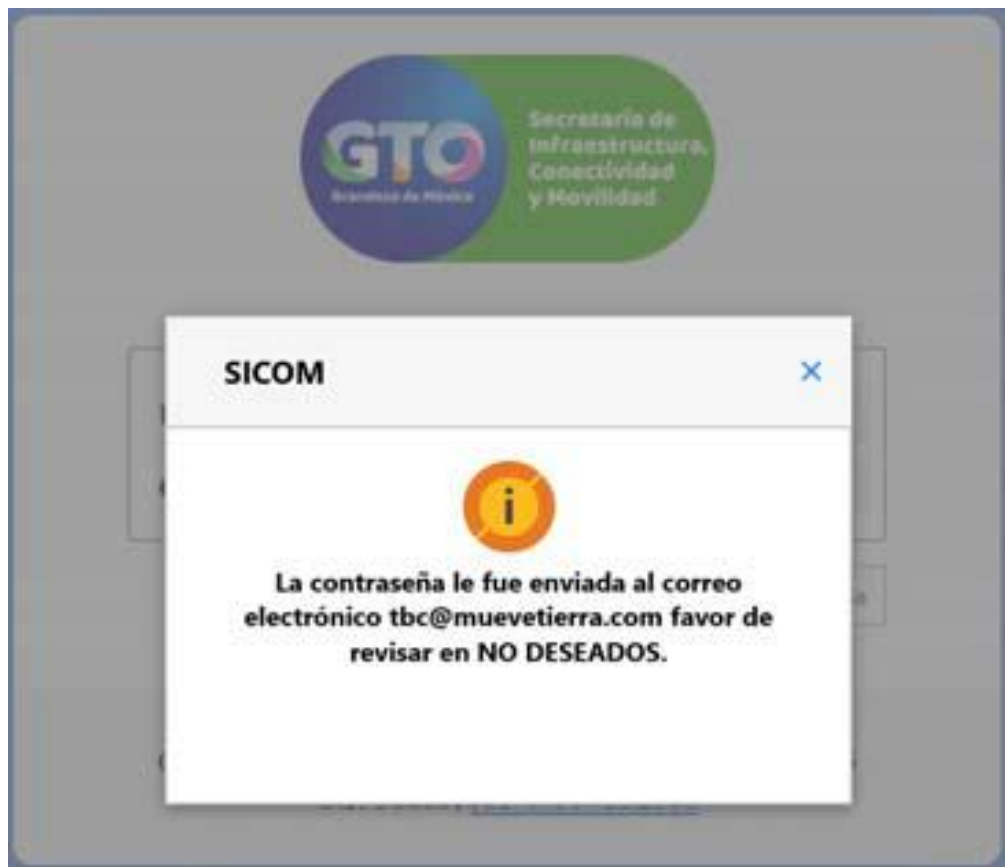 GTO
Grandeza de México
Secretaría de
Infraestructura,
Conectividad
y Movilidad
SICOM
La contraseña le fue enviada al correo
electrónico tbc@muevetierra.com favor de
revisar en NO DESEADOS.